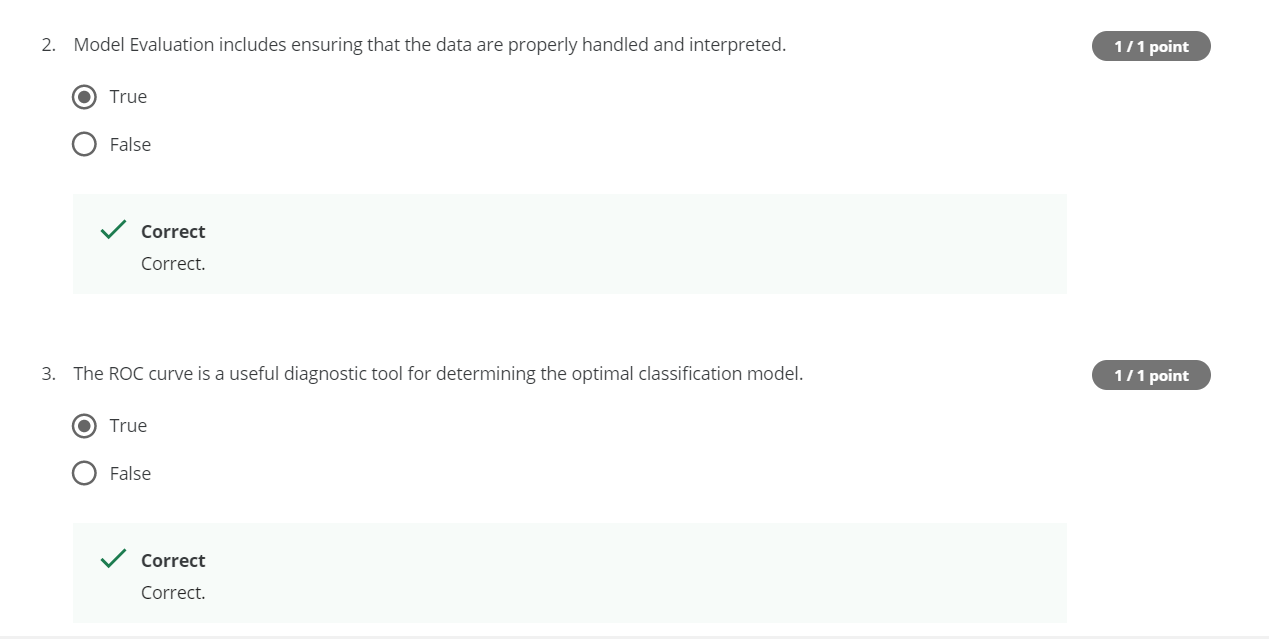 2. Model Evaluation includes ensuring that the data are properly handled and interpreted.
1 / 1 point
True
False
Correct
Correct.
3. The ROC curve is a useful diagnostic tool for determining the optimal classification model.
1 / 1 point
True
False
Correct
Correct.